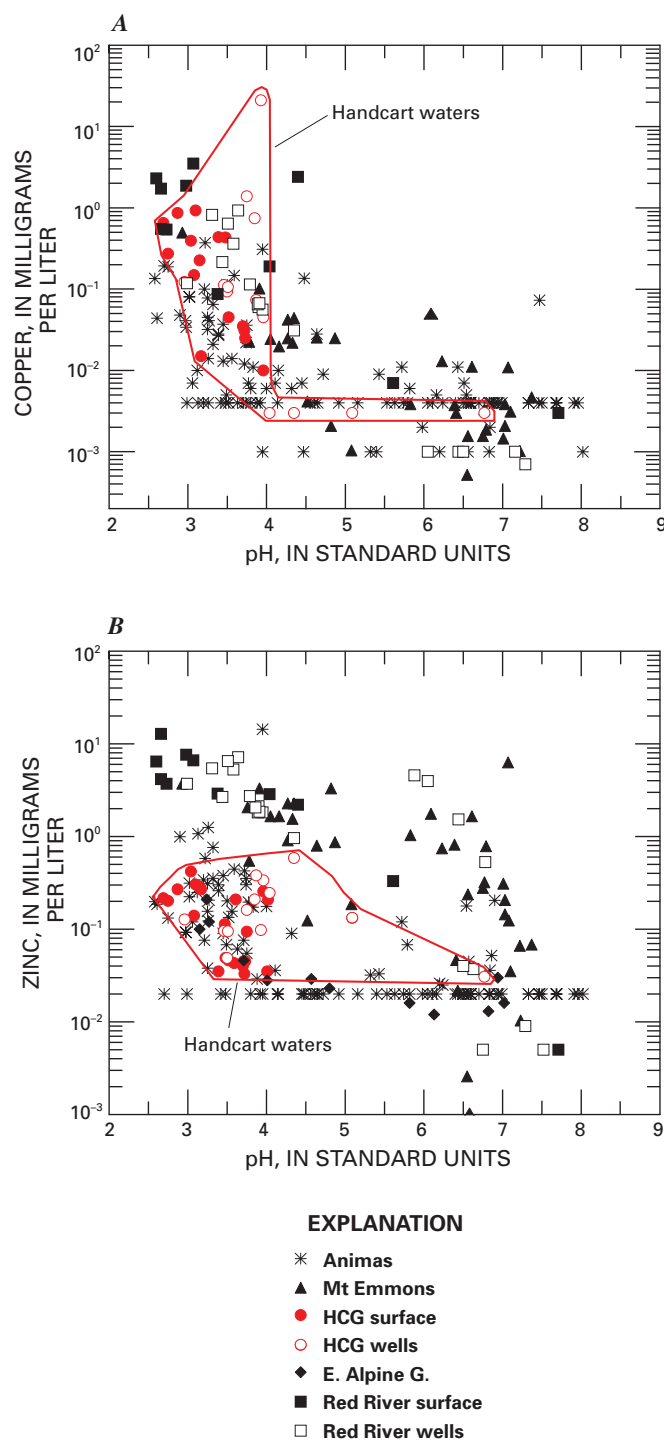 A
COPPER, IN MILLIGRAMS
PER LITER
10²
10¹
10⁰
10⁻¹
10⁻²
10⁻³
Handcart waters
2 3 4 5 6 7 8 9
pH, IN STANDARD UNITS
B
ZINC, IN MILLIGRAMS
PER LITER
10²
10¹
10⁰
10⁻¹
10⁻²
10⁻³
Handcart waters
2 3 4 5 6 7 8 9
pH, IN STANDARD UNITS
EXPLANATION
Animas
Mt Emmons
HCG surface
HCG wells
E. Alpine G.
Red River surface
Red River wells